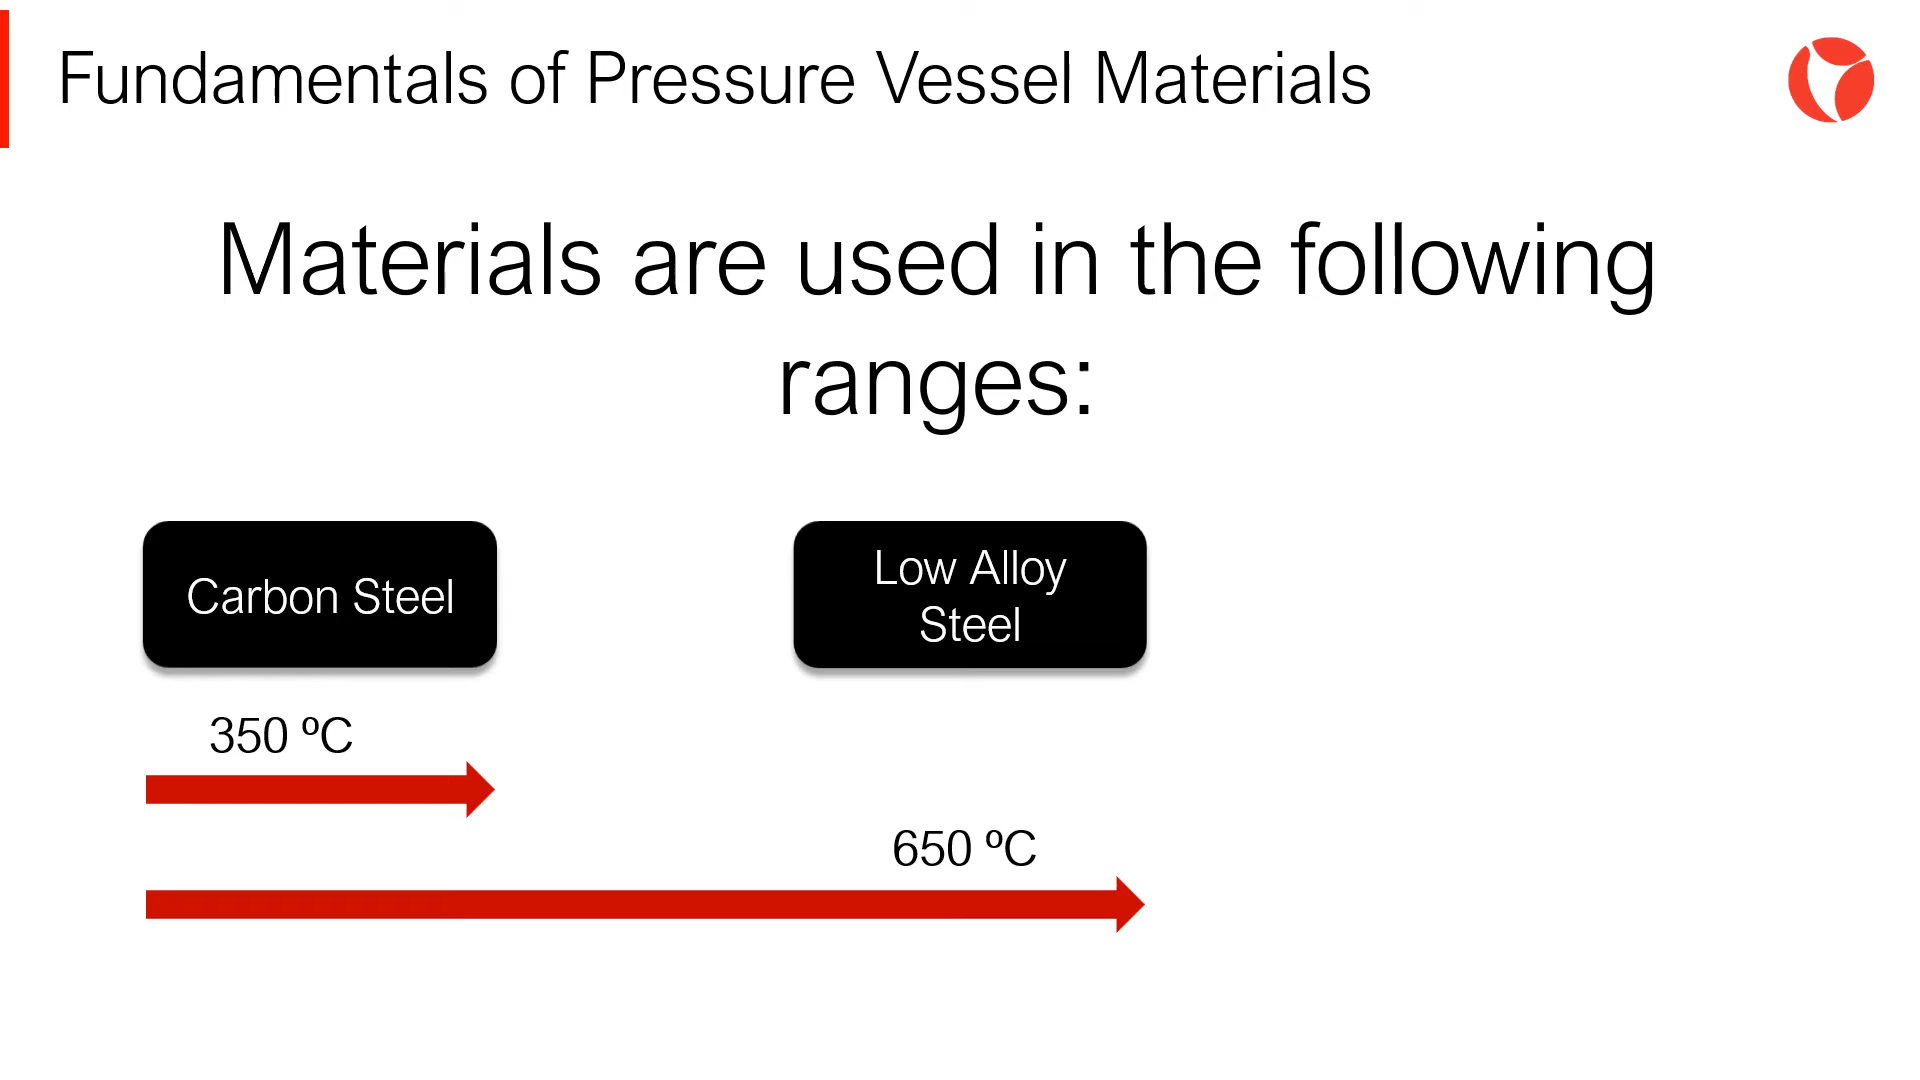 Fundamentals of Pressure Vessel Materials
Materials are used in the following
ranges:
Carbon Steel
Low Alloy
Steel
350 ºC
650 ºC